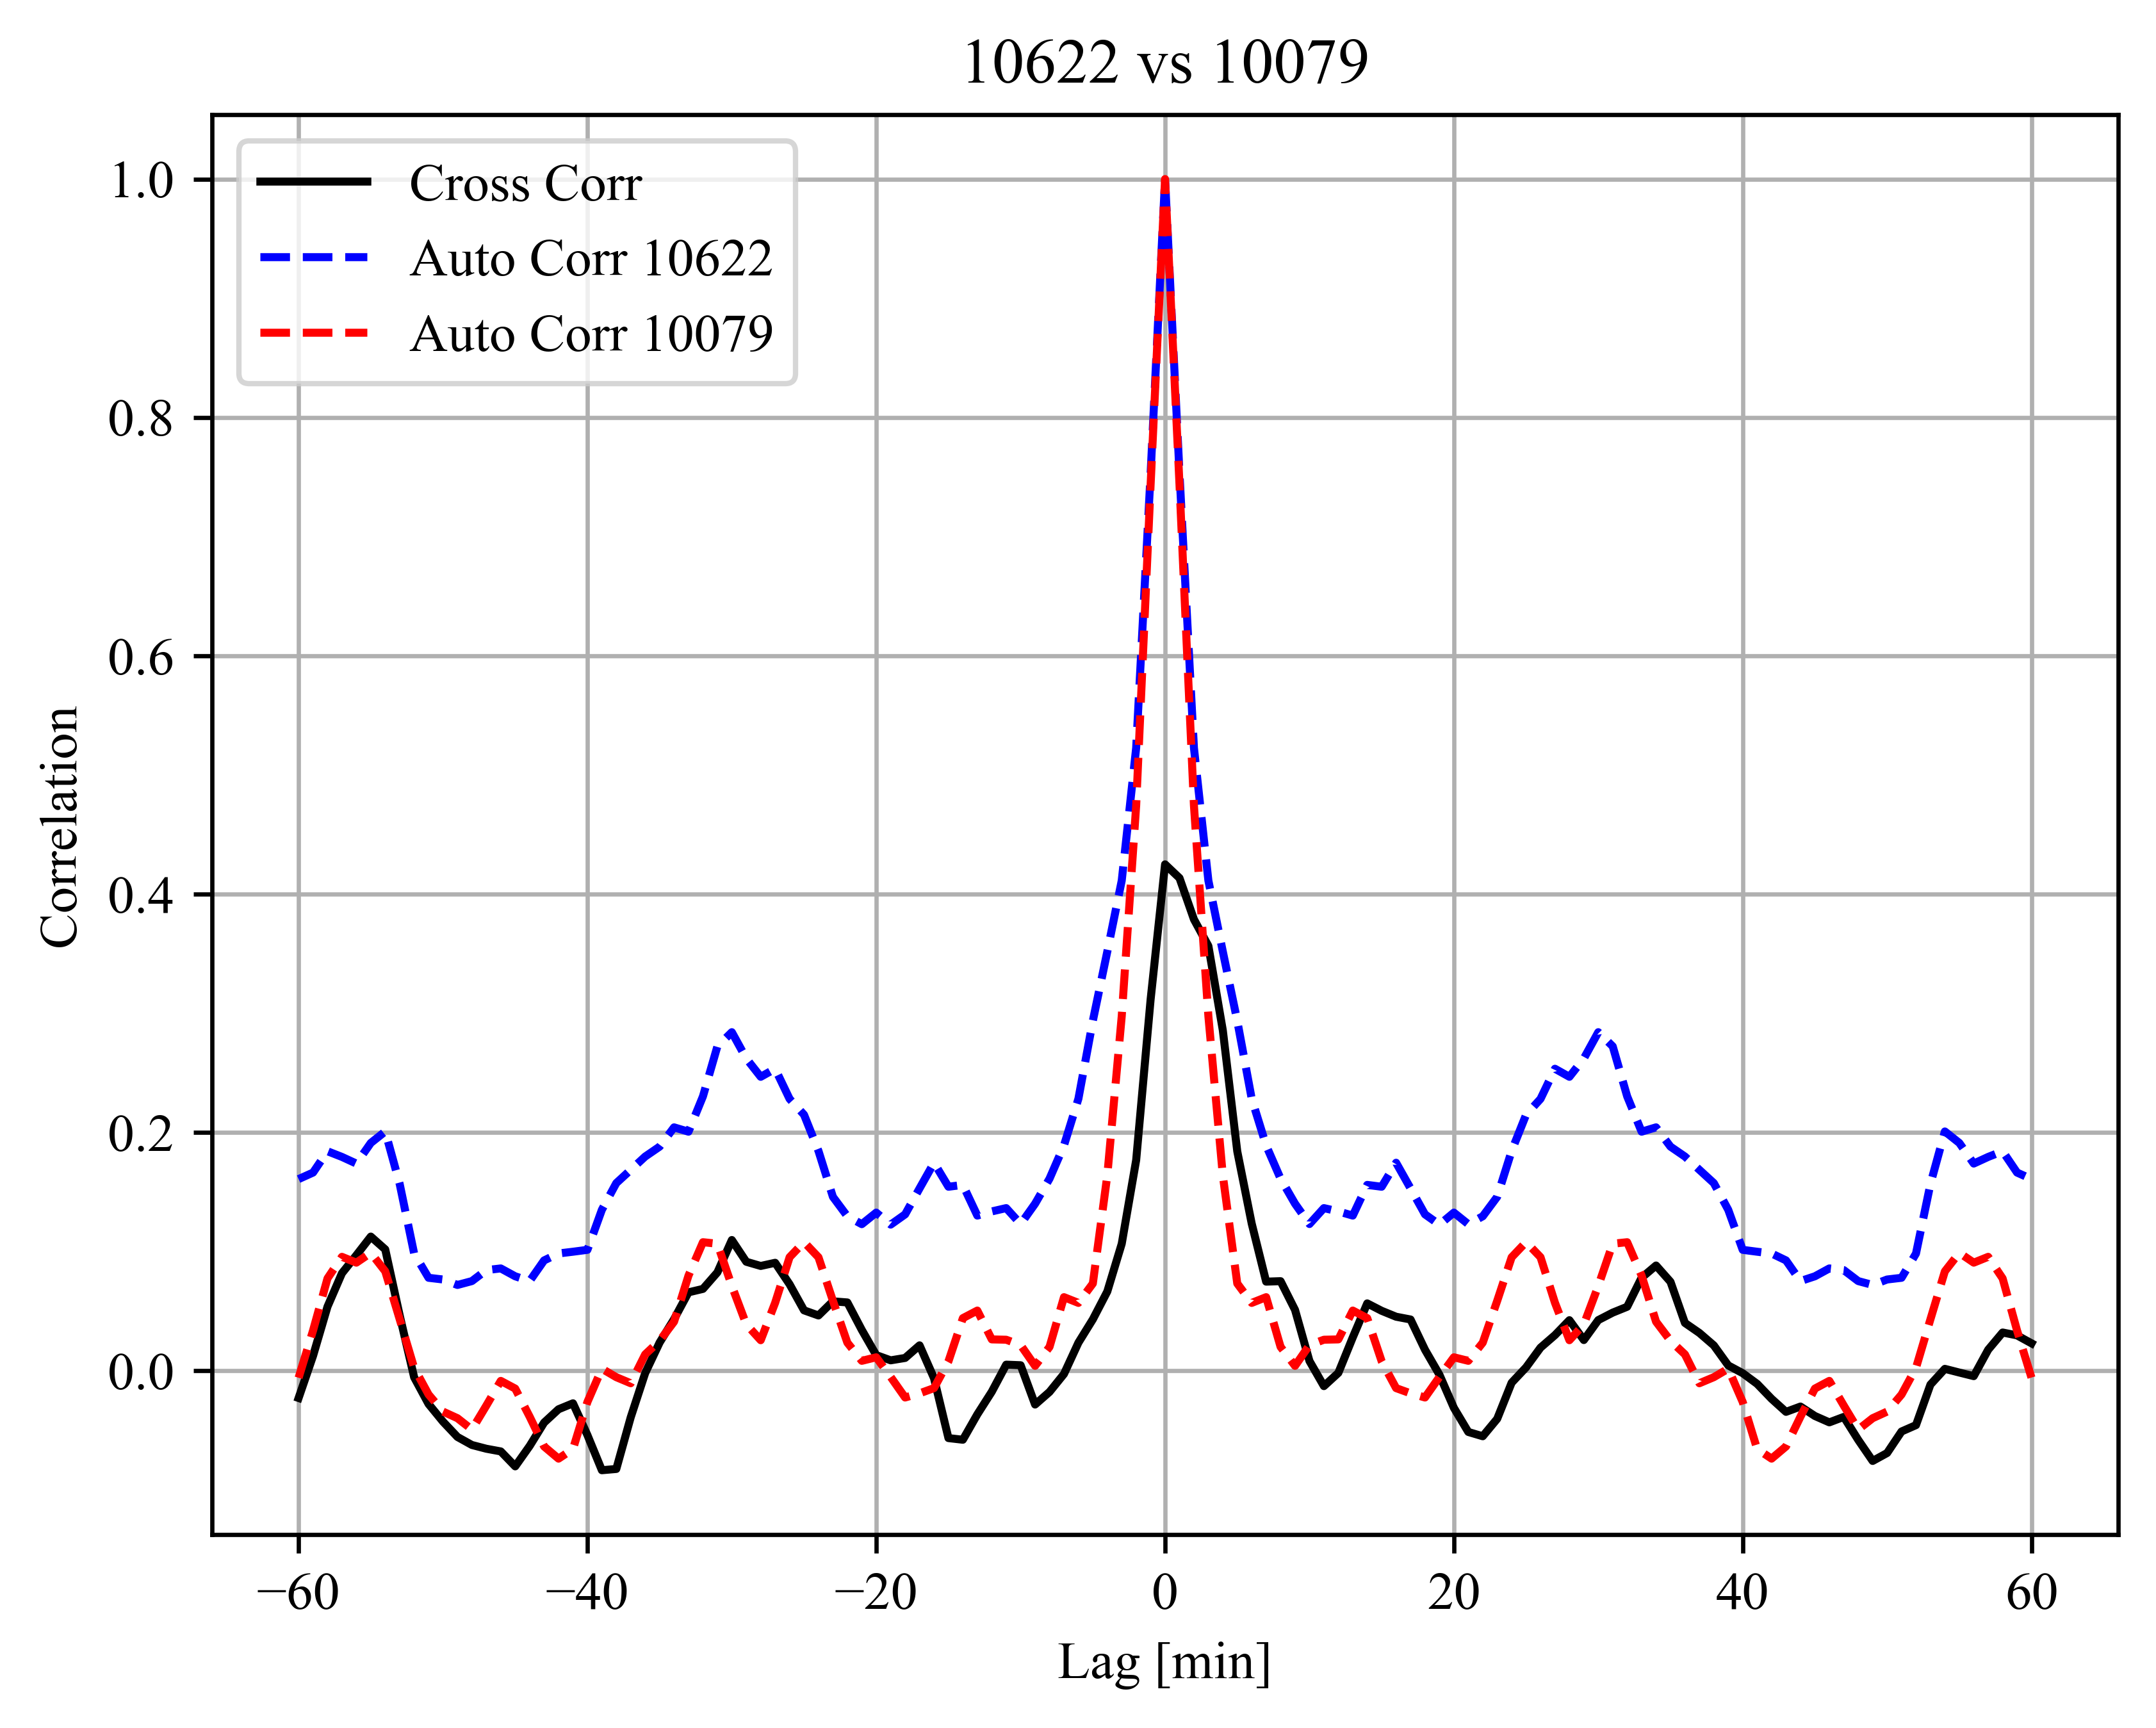 10622 vs 10079
Cross Corr
Auto Corr 10622
Auto Corr 10079
1.0
0.8
0.6
0.4
0.2
0.0
Correlation
−60
−40
−20
0
20
40
60
Lag [min]